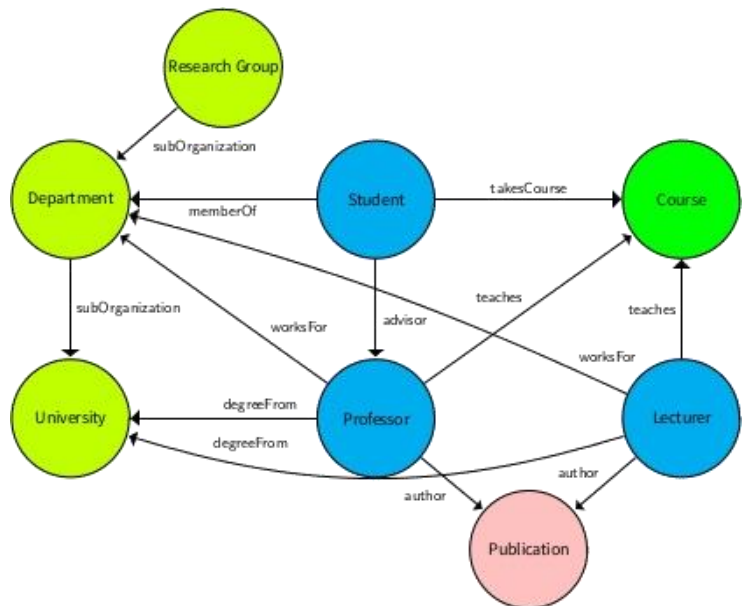 Research Group
subOrganization
Department
Student
takesCourse
Course
memberOf
subOrganization
worksFor
advisor
teaches
teaches
worksFor
University
degreeFrom
Professor
Lecturer
degreeFrom
author
author
Publication